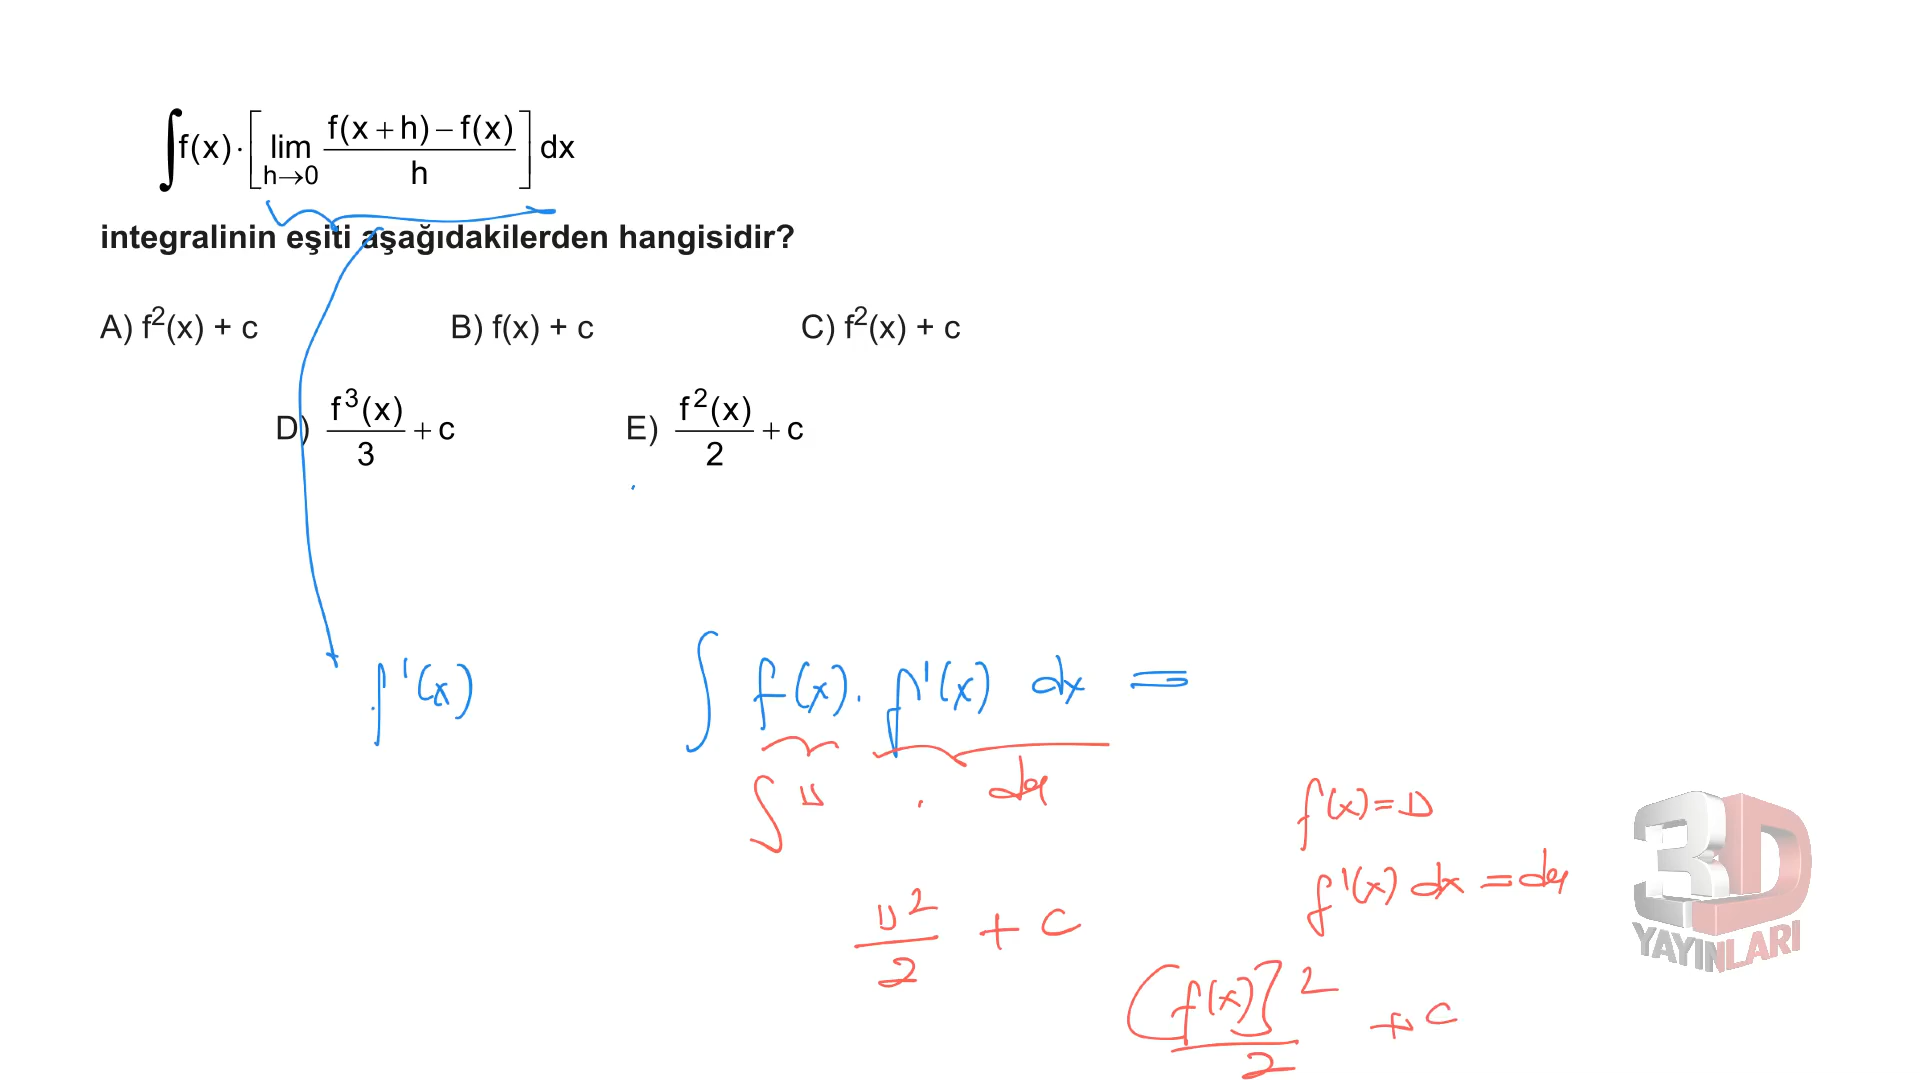 ∫f(x)·[lim h→0 (f(x+h)−f(x))/h]dx
integralinin eşiti aşağıdakilerden hangisidir?
A) f²(x) + c B) f(x) + c C) f²(x) + c
D) f³(x)/3 + c E) f²(x)/2 + c
f'(x) ∫ f(x). f'(x) dx =
∫ u . du
f(x) = u
f'(x) dx = du
u²/2 + c
[f(x)]²/2 + c
3D
YAYINLARI